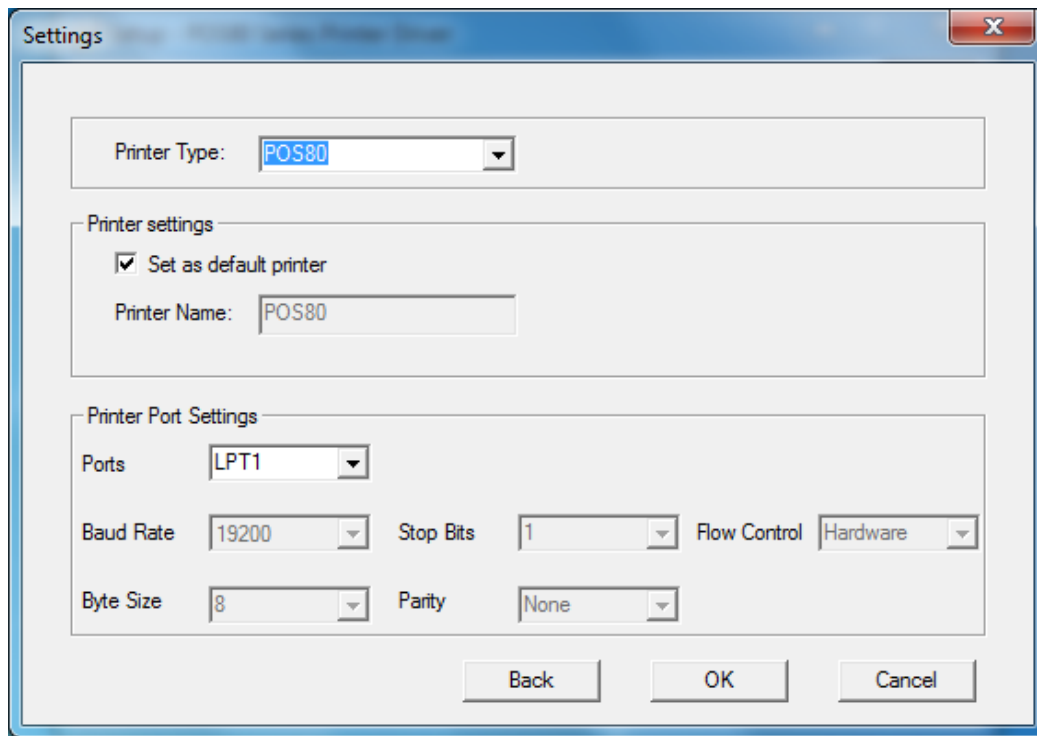 Settings
Printer Type: POS80
Printer settings
Set as default printer
Printer Name: POS80
Printer Port Settings
Ports LPT1
Baud Rate 19200 Stop Bits 1 Flow Control Hardware
Byte Size 8 Parity None
Back OK Cancel